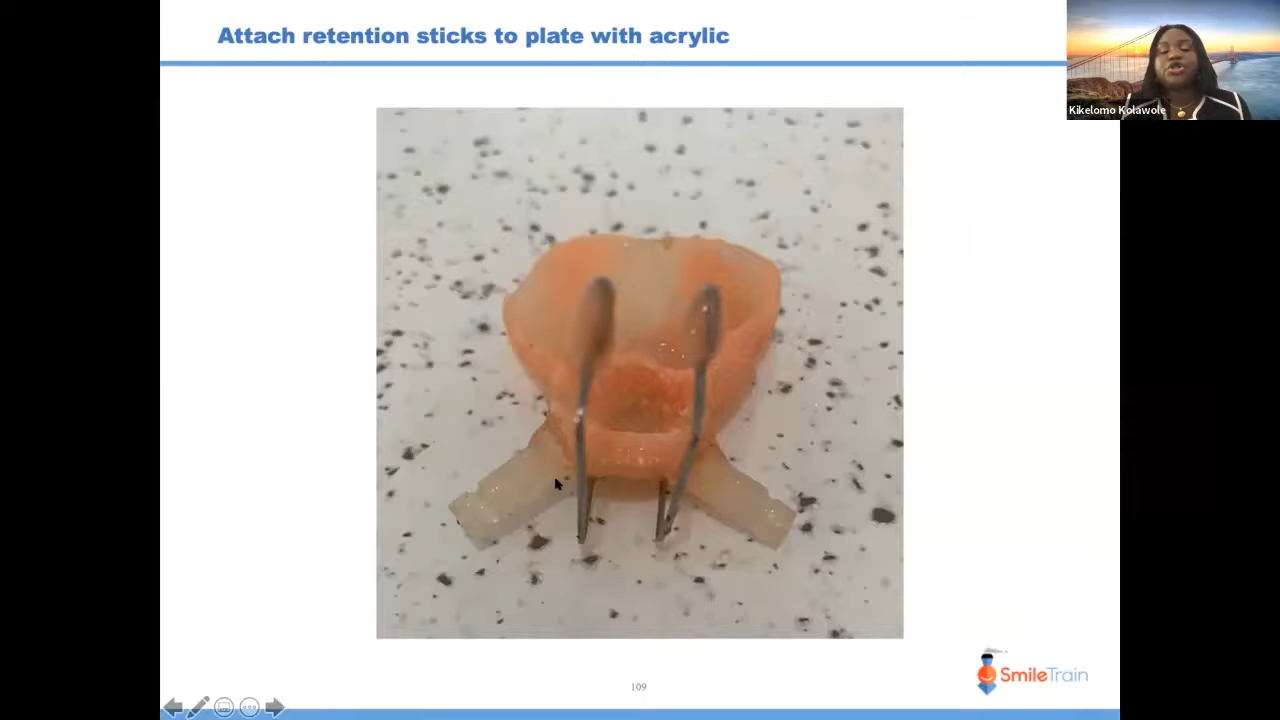 Attach retention sticks to plate with acrylic
Kikelomo Kolawole
SmileTrain
109